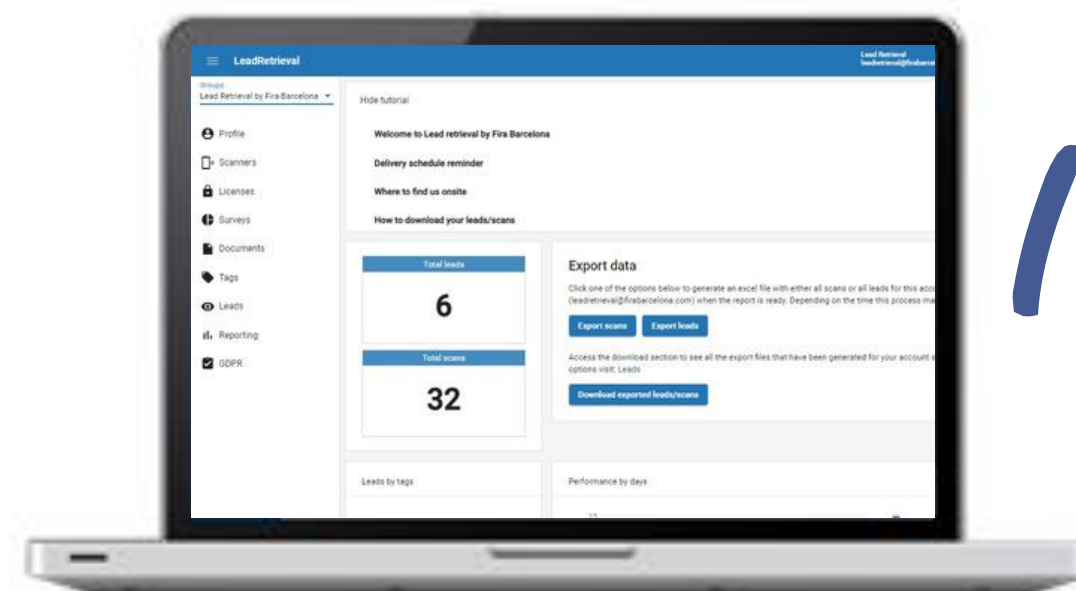 LeadRetrieval
Lead Retrieval
Groups
Lead Retrieval by Fira Barcelona
Profile
Scanners
Licenses
Surveys
Documents
Tags
Leads
Reporting
GDPR
Hide tutorial
Welcome to Lead retrieval by Fira Barcelona
Delivery schedule reminder
Where to find us onsite
How to download your leads/scans
Total leads
6
Total scans
32
Export data
Click one of the options below to generate an excel file with either all scans or all leads for this
(leadretrieval@firabarcelona.com) when the report is ready. Depending on the time this process
Export scans
Export leads
Access the download section to see all the export files that have been generated for your account
options visit: Leads
Download exported leads/scans
Leads by tags
Performance by days